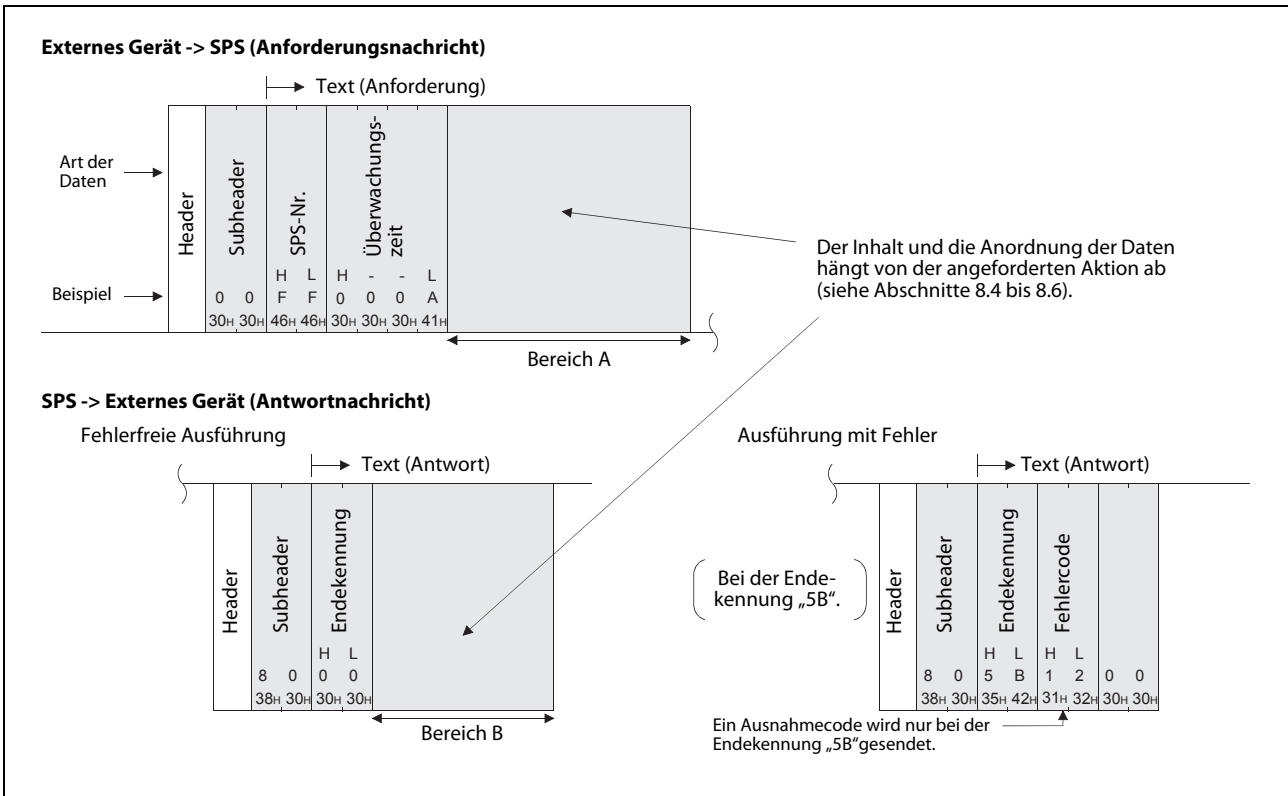 Externes Gerät -> SPS (Anforderungsnachricht)
Text (Anforderung)
Art der
Daten
Header
Subheader
SPS-Nr.
Überwachungs-
zeit
H L H - - L
Beispiel
0 0 F F 0 0 0 A
30H 30H 46H 46H 30H 30H 30H 41H
Der Inhalt und die Anordnung der Daten
hängt von der angeforderten Aktion ab
(siehe Abschnitte 8.4 bis 8.6).
Bereich A
SPS -> Externes Gerät (Antwortnachricht)
Fehlerfreie Ausführung
Text (Antwort)
Header
Subheader
Endekennung
H L
8 0 0 0
38H 30H 30H 30H
Bereich B
Ausführung mit Fehler
Text (Antwort)
Bei der Ende-
kennung „5B“.
Header
Subheader
Endekennung
Fehlercode
H L H L
8 0 5 B 1 2 0 0
38H 30H 35H 42H 31H 32H 30H 30H
Ein Ausnahmecode wird nur bei der
Endekennung „5B“gesendet.